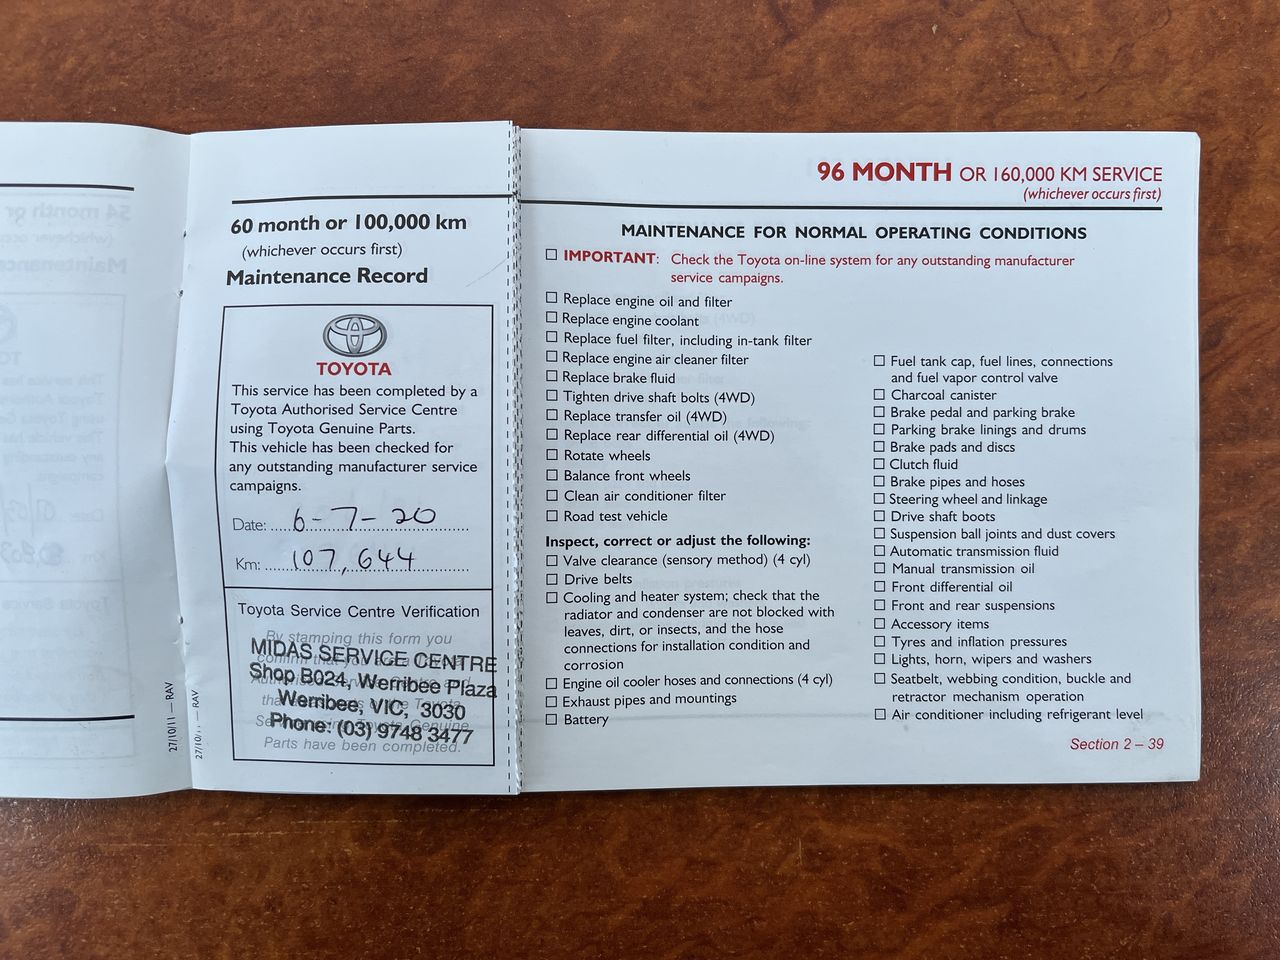 60 month or 100,000 km
(whichever occurs first)
Maintenance Record
TOYOTA
This service has been completed by a
Toyota Authorised Service Centre
using Toyota Genuine Parts.
This vehicle has been checked for
any outstanding manufacturer service
campaigns.
Date: 6-7-20
Km: 107,644
Toyota Service Centre Verification
By stamping this form you
MIDAS SERVICE CENTRE
Shop B024, Werribee Plaza
Werribee, VIC, 3030
Phone: (03) 9748 3477
Parts have been completed.
27/10/11 — RAV
96 MONTH OR 160,000 KM SERVICE
(whichever occurs first)
MAINTENANCE FOR NORMAL OPERATING CONDITIONS
IMPORTANT: Check the Toyota on-line system for any outstanding manufacturer
service campaigns.
Replace engine oil and filter
Replace engine coolant
Replace fuel filter, including in-tank filter
Replace engine air cleaner filter
Replace brake fluid
Tighten drive shaft bolts (4WD)
Replace transfer oil (4WD)
Replace rear differential oil (4WD)
Rotate wheels
Balance front wheels
Clean air conditioner filter
Road test vehicle
Inspect, correct or adjust the following:
Valve clearance (sensory method) (4 cyl)
Drive belts
Cooling and heater system; check that the
radiator and condenser are not blocked with
leaves, dirt, or insects, and the hose
connections for installation condition and
corrosion
Engine oil cooler hoses and connections (4 cyl)
Exhaust pipes and mountings
Battery
Fuel tank cap, fuel lines, connections
and fuel vapor control valve
Charcoal canister
Brake pedal and parking brake
Parking brake linings and drums
Brake pads and discs
Clutch fluid
Brake pipes and hoses
Steering wheel and linkage
Drive shaft boots
Suspension ball joints and dust covers
Automatic transmission fluid
Manual transmission oil
Front differential oil
Front and rear suspensions
Accessory items
Tyres and inflation pressures
Lights, horn, wipers and washers
Seatbelt, webbing condition, buckle and
retractor mechanism operation
Air conditioner including refrigerant level
Section 2 – 39